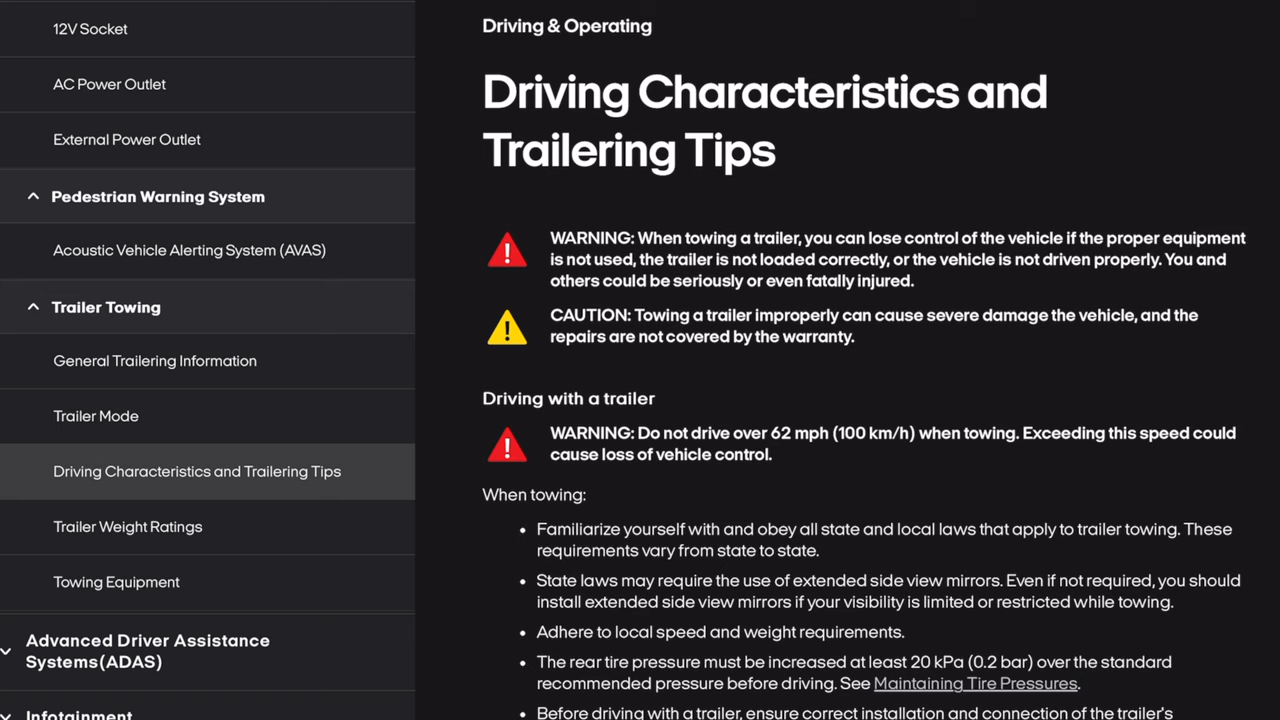 12V Socket
AC Power Outlet
External Power Outlet
Pedestrian Warning System
Acoustic Vehicle Alerting System (AVAS)
Trailer Towing
General Trailering Information
Trailer Mode
Driving Characteristics and Trailering Tips
Trailer Weight Ratings
Towing Equipment
Advanced Driver Assistance
Systems(ADAS)
Infotainment
Driving & Operating
Driving Characteristics and
Trailering Tips
WARNING: When towing a trailer, you can lose control of the vehicle if the proper equipment
is not used, the trailer is not loaded correctly, or the vehicle is not driven properly. You and
others could be seriously or even fatally injured.
CAUTION: Towing a trailer improperly can cause severe damage the vehicle, and the
repairs are not covered by the warranty.
Driving with a trailer
WARNING: Do not drive over 62 mph (100 km/h) when towing. Exceeding this speed could
cause loss of vehicle control.
When towing:
• Familiarize yourself with and obey all state and local laws that apply to trailer towing. These
requirements vary from state to state.
• State laws may require the use of extended side view mirrors. Even if not required, you should
install extended side view mirrors if your visibility is limited or restricted while towing.
• Adhere to local speed and weight requirements.
• The rear tire pressure must be increased at least 20 kPa (0.2 bar) over the standard
recommended pressure before driving. See Maintaining Tire Pressures.
• Before driving with a trailer, ensure correct installation and connection of the trailer's